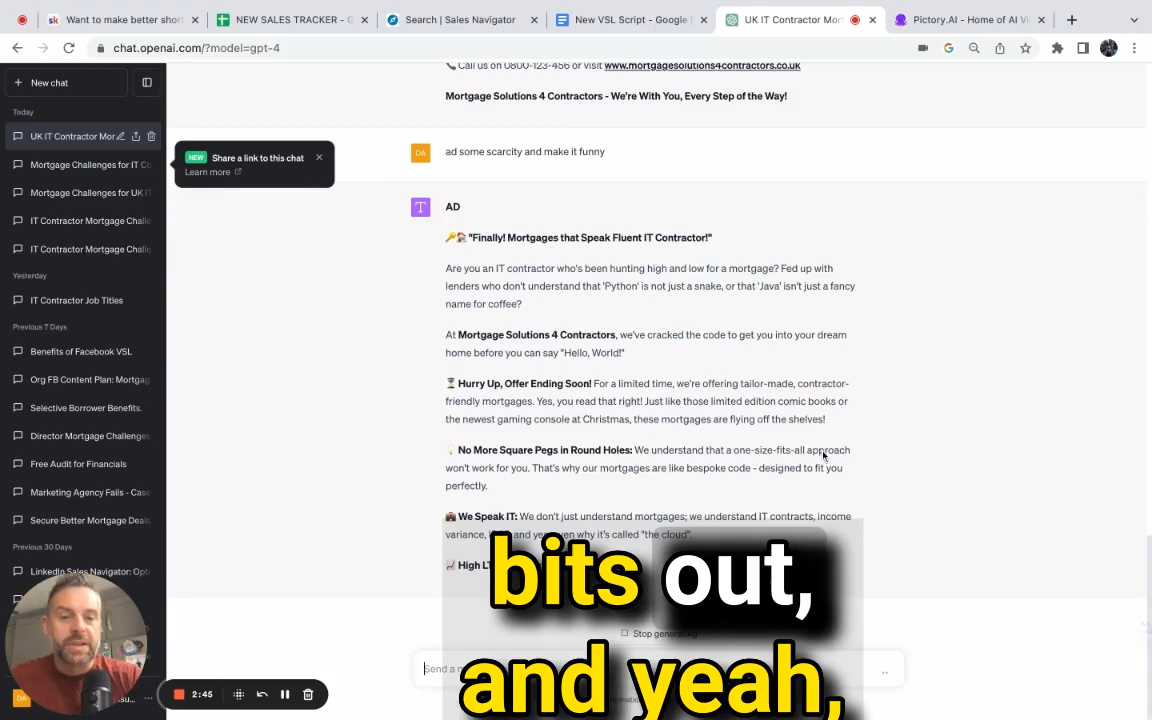 Want to make better short
NEW SALES TRACKER - G
Search | Sales Navigator
New VSL Script - Google
UK IT Contractor Mor
Pictory.AI - Home of AI Vi
chat.openai.com/?model=gpt-4
New chat
Today
UK IT Contractor Mor
Mortgage Challenges for IT Co
Mortgage Challenges for UK IT
IT Contractor Mortgage Challe
IT Contractor Mortgage Challe
Yesterday
IT Contractor Job Titles
Previous 7 Days
Benefits of Facebook VSL
Org FB Content Plan: Mortgag
Selective Borrower Benefits.
Director Mortgage Challenges
Free Audit for Financials
Marketing Agency Fails - Case
Secure Better Mortgage Deals
Previous 30 Days
LinkedIn Sales Navigator: Opti
NEW Share a link to this chat
Learn more
Call us on 0800-123-456 or visit www.mortgagesolutions4contractors.co.uk
Mortgage Solutions 4 Contractors - We're With You, Every Step of the Way!
DA
ad some scarcity and make it funny
AD
"Finally! Mortgages that Speak Fluent IT Contractor!"
Are you an IT contractor who's been hunting high and low for a mortgage? Fed up with
lenders who don't understand that 'Python' is not just a snake, or that 'Java' isn't just a fancy
name for coffee?
At Mortgage Solutions 4 Contractors, we've cracked the code to get you into your dream
home before you can say "Hello, World!"
Hurry Up, Offer Ending Soon! For a limited time, we're offering tailor-made, contractor-
friendly mortgages. Yes, you read that right! Just like those limited edition comic books or
the newest gaming console at Christmas, these mortgages are flying off the shelves!
No More Square Pegs in Round Holes: We understand that a one-size-fits-all approach
won't work for you. That's why our mortgages are like bespoke code - designed to fit you
perfectly.
We Speak IT: We don't just understand mortgages; we understand IT contracts, income
variance, and yes, even why it's called "the cloud".
High LT
bits out,
and yeah,
Stop generating
Send a
2:45